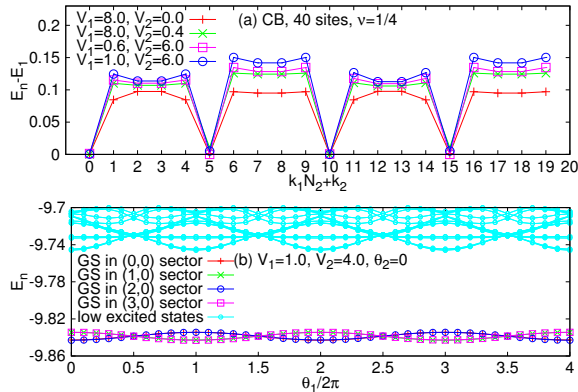 V₁=8.0, V₂=0.0
V₁=8.0, V₂=0.4
V₁=0.6, V₂=6.0
V₁=1.0, V₂=6.0
(a) CB, 40 sites, ν=1/4
Eₙ-E₁
0.2
0.15
0.1
0.05
0
0 1 2 3 4 5 6 7 8 9 10 11 12 13 14 15 16 17 18 19 20
k₁N₂+k₂
-9.7
-9.74
-9.78
-9.82
-9.86
Eₙ
GS in (0,0) sector
GS in (1,0) sector
GS in (2,0) sector
GS in (3,0) sector
low excited states
(b) V₁=1.0, V₂=4.0, θ₂=0
0 0.5 1 1.5 2 2.5 3 3.5 4
θ₁/2π